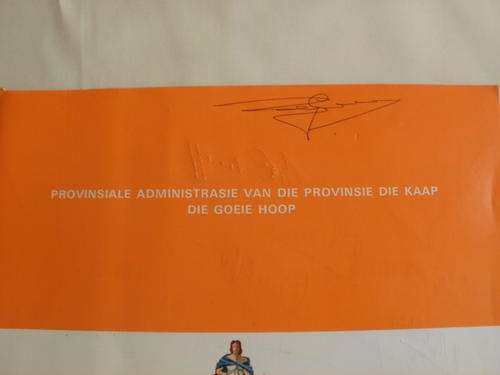 PROVINSIALE ADMINISTRASIE VAN DIE PROVINSIE DIE KAAP
DIE GOEIE HOOP